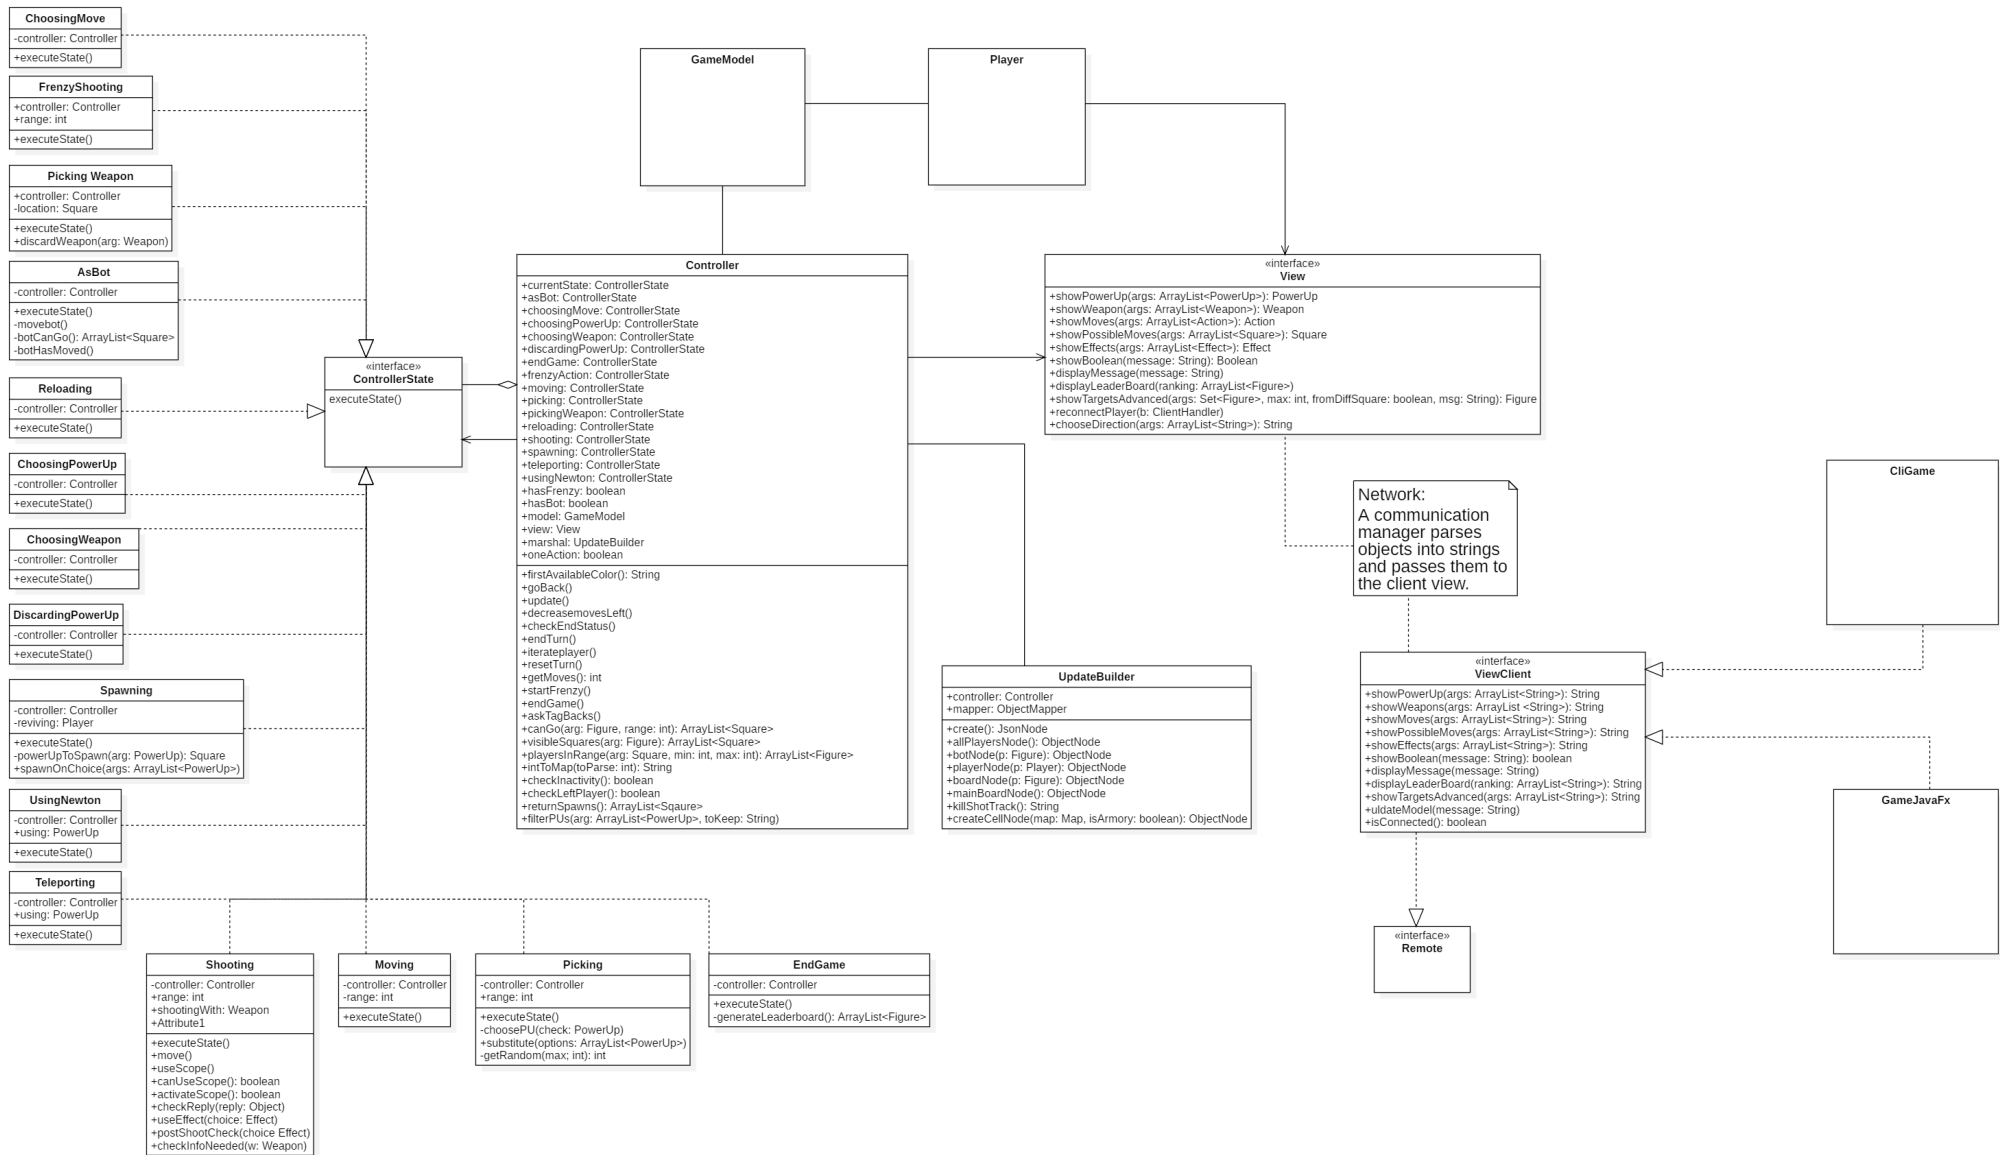 ChoosingMove
-controller: Controller
+executeState()
FrenzyShooting
+controller: Controller
+range: int
+executeState()
Picking Weapon
+controller: Controller
-location: Square
+executeState()
+discardWeapon(arg: Weapon)
AsBot
-controller: Controller
+executeState()
-movebot()
-botCanGo(): ArrayList<Square>
-botHasMoved()
Reloading
-controller: Controller
+executeState()
ChoosingPowerUp
-controller: Controller
+executeState()
ChoosingWeapon
-controller: Controller
+executeState()
DiscardingPowerUp
-controller: Controller
+executeState()
Spawning
-controller: Controller
-reviving: Player
+executeState()
-powerUpToSpawn(arg: PowerUp): Square
+spawnOnChoice(args: ArrayList<PowerUp>)
UsingNewton
-controller: Controller
+using: PowerUp
+executeState()
Teleporting
-controller: Controller
+using: PowerUp
+executeState()
Shooting
-controller: Controller
+range: int
+shootingWith: Weapon
+Attribute1
+executeState()
+move()
+useScope()
+canUseScope(): boolean
+activateScope(): boolean
+checkReply(reply: Object)
+useEffect(choice: Effect)
+postShootCheck(choice Effect)
+checkInfoNeeded(w: Weapon)
Moving
-controller: Controller
-range: int
+executeState()
Picking
-controller: Controller
+range: int
+executeState()
-choosePU(check: PowerUp)
+substitute(options: ArrayList<PowerUp>)
-getRandom(max; int): int
EndGame
-controller: Controller
+executeState()
-generateLeaderboard(): ArrayList<Figure>
«interface»
ControllerState
executeState()
GameModel
Player
Controller
+currentState: ControllerState
+asBot: ControllerState
+choosingMove: ControllerState
+choosingPowerUp: ControllerState
+choosingWeapon: ControllerState
+discardingPowerUp: ControllerState
+endGame: ControllerState
+frenzyAction: ControllerState
+moving: ControllerState
+picking: ControllerState
+pickingWeapon: ControllerState
+reloading: ControllerState
+shooting: ControllerState
+spawning: ControllerState
+teleporting: ControllerState
+usingNewton: ControllerState
+hasFrenzy: boolean
+hasBot: boolean
+model: GameModel
+view: View
+marshal: UpdateBuilder
+oneAction: boolean
+firstAvailableColor(): String
+goBack()
+update()
+decreasemovesLeft()
+checkEndStatus()
+endTurn()
+iterateplayer()
+resetTurn()
+getMoves(): int
+startFrenzy()
+endGame()
+askTagBacks()
+canGo(arg: Figure, range: int): ArrayList<Square>
+visibleSquares(arg: Figure): ArrayList<Square>
+playersInRange(arg: Square, min: int, max: int): ArrayList<Figure>
+intToMap(toParse: int): String
+checkInactivity(): boolean
+checkLeftPlayer(): boolean
+returnSpawns(): ArrayList<Sqaure>
+filterPUs(arg: ArrayList<PowerUp>, toKeep: String)
«interface»
View
+showPowerUp(args: ArrayList<PowerUp>): PowerUp
+showWeapon(args: ArrayList<Weapon>): Weapon
+showMoves(args: ArrayList<Action>): Action
+showPossibleMoves(args: ArrayList<Square>): Square
+showEffects(args: ArrayList<Effect>): Effect
+showBoolean(message: String): Boolean
+displayMessage(message: String)
+displayLeaderBoard(ranking: ArrayList<Figure>)
+showTargetsAdvanced(args: Set<Figure>, max: int, fromDiffSquare: boolean, msg: String): Figure
+reconnectPlayer(b: ClientHandler)
+chooseDirection(args: ArrayList<String>): String
UpdateBuilder
+controller: Controller
+mapper: ObjectMapper
+create(): JsonNode
+allPlayersNode(): ObjectNode
+botNode(p: Figure): ObjectNode
+playerNode(p: Player): ObjectNode
+boardNode(p: Figure): ObjectNode
+mainBoardNode(): ObjectNode
+killShotTrack(): String
+createCellNode(map: Map, isArmory: boolean): ObjectNode
Network:
A communication
manager parses
objects into strings
and passes them to
the client view.
«interface»
ViewClient
+showPowerUp(args: ArrayList<String>): String
+showWeapons(args: ArrayList <String>): String
+showMoves(args: ArrayList<String>): String
+showPossibleMoves(args: ArrayList<String>): String
+showEffects(args: ArrayList<String>): String
+showBoolean(message: String): boolean
+displayMessage(message: String)
+displayLeaderBoard(ranking: ArrayList<String>): String
+showTargetsAdvanced(args: ArrayList<String>): String
+uldateModel(message: String)
+isConnected(): boolean
«interface»
Remote
CliGame
GameJavaFx